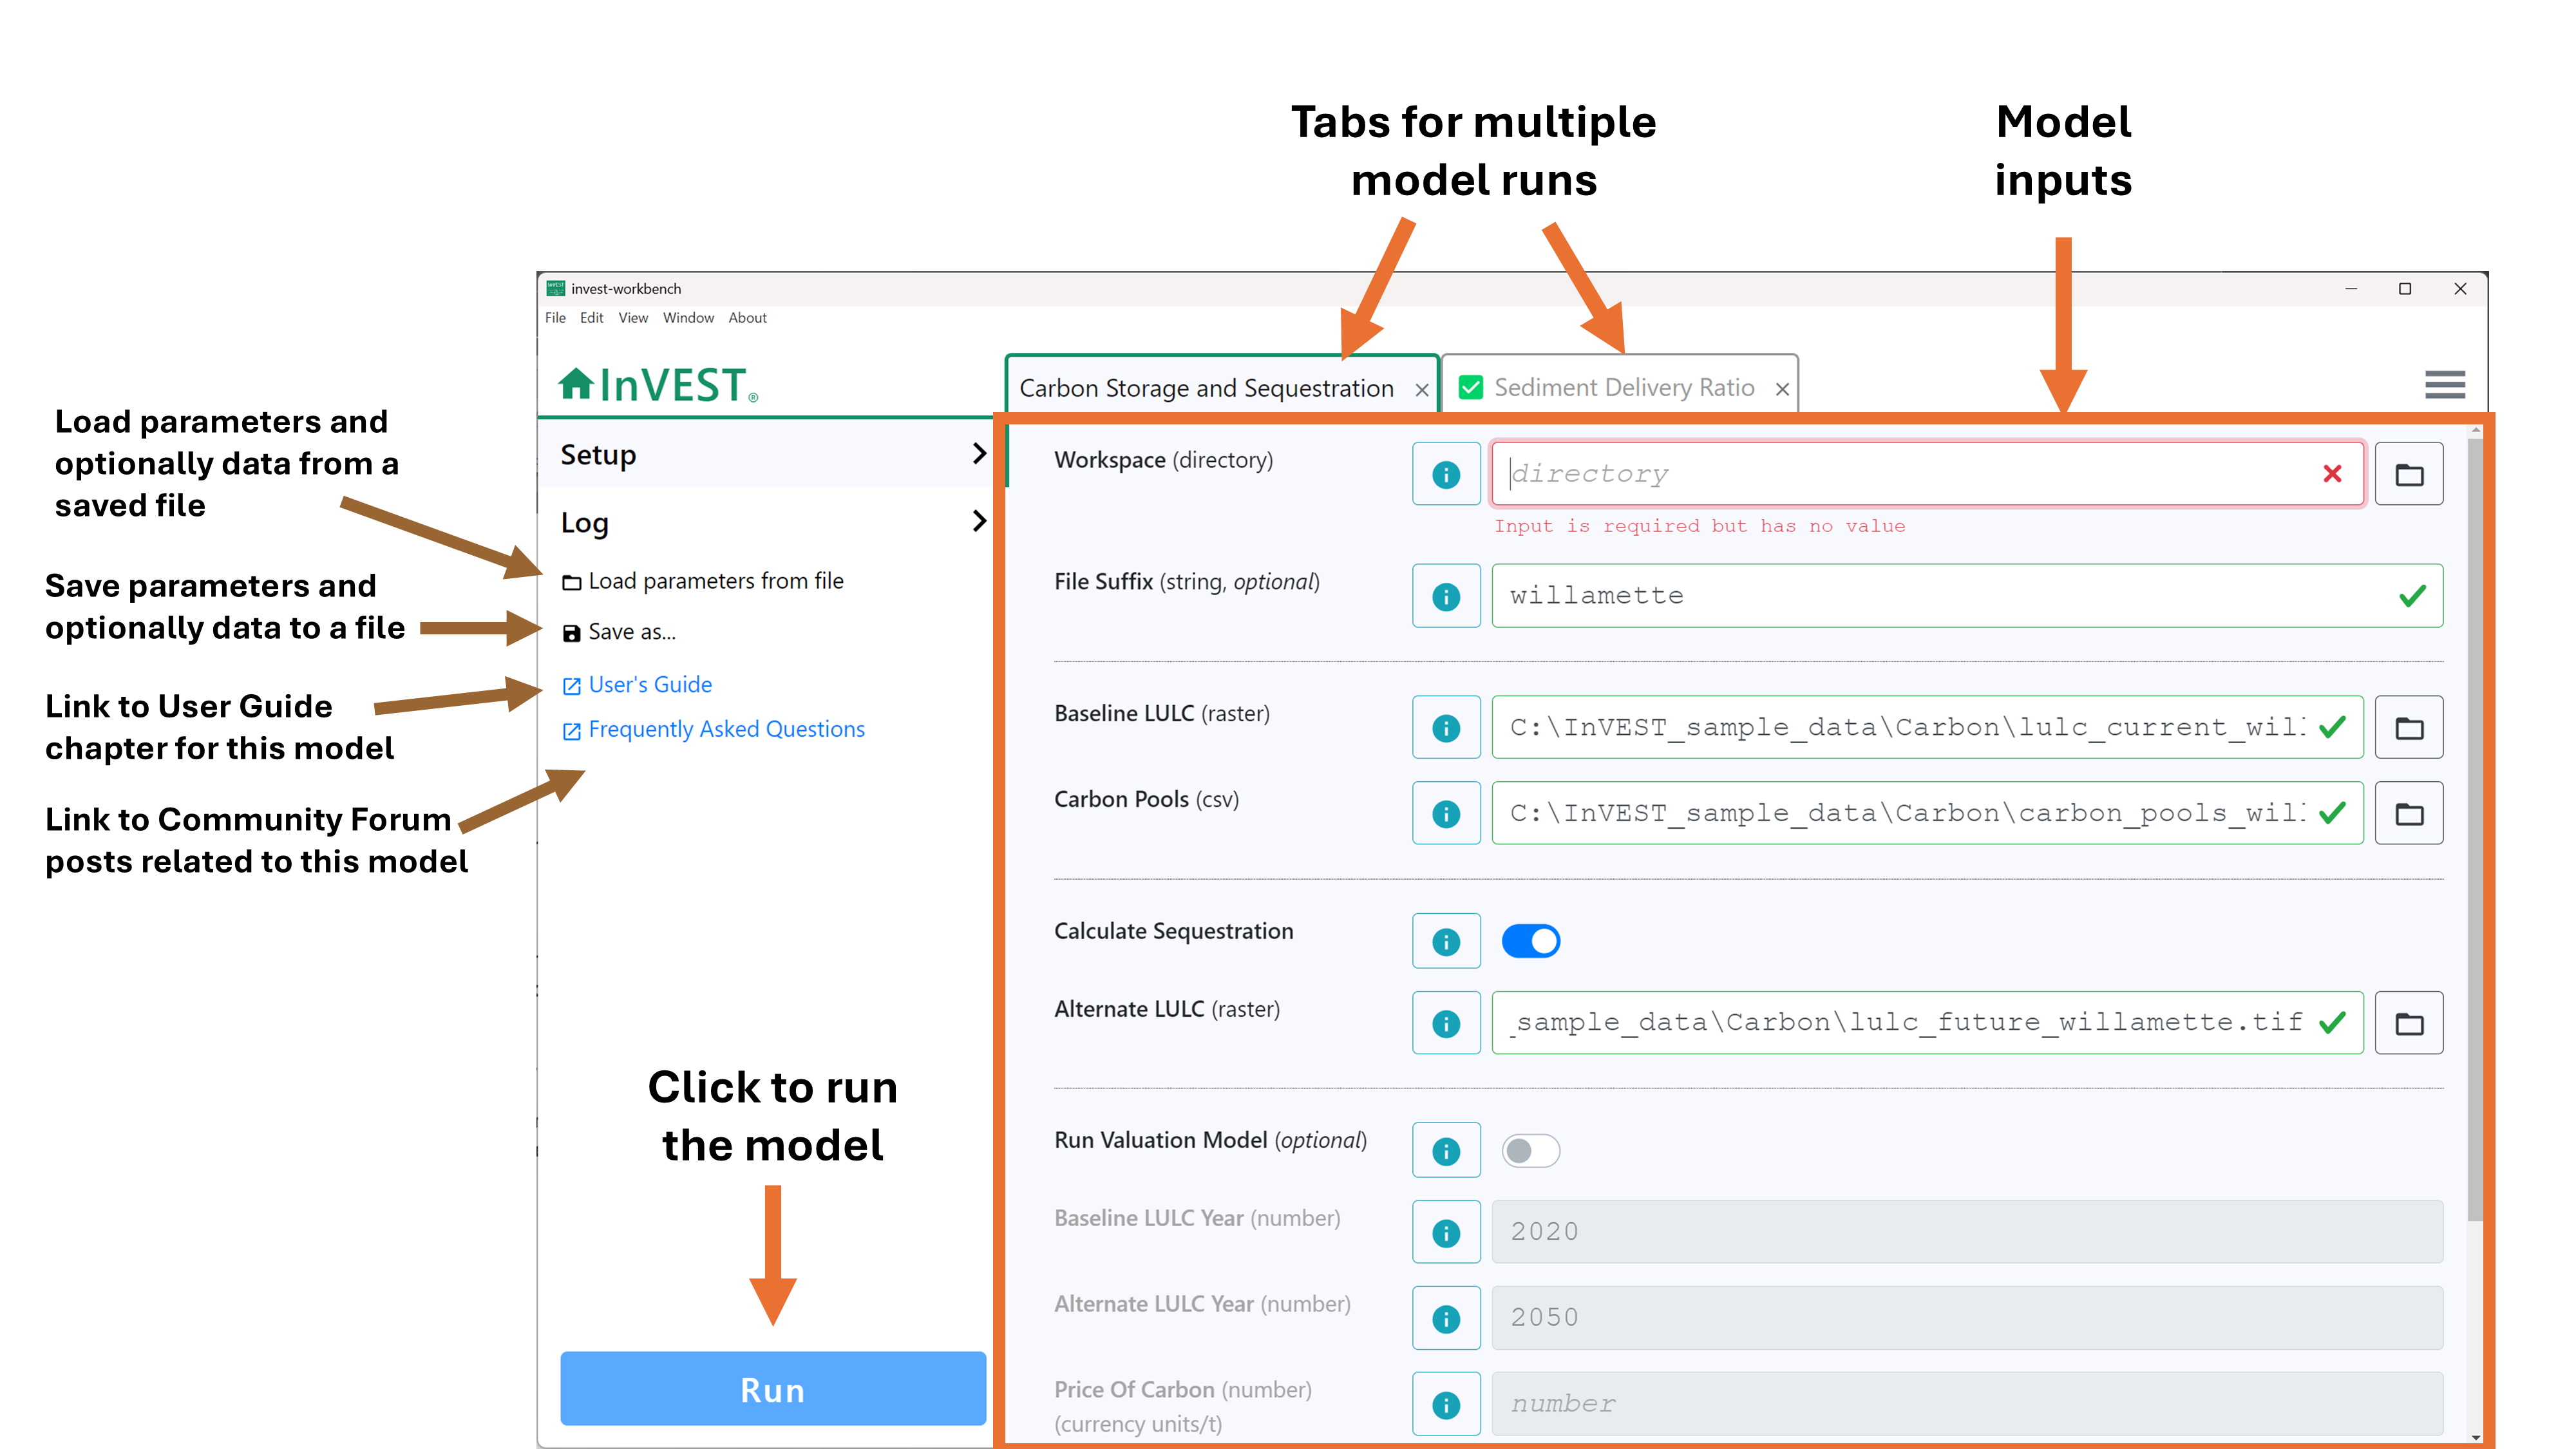 Tabs for multiple
model runs
Model
inputs
invest-workbench
File Edit View Window About
InVEST®
Carbon Storage and Sequestration
Sediment Delivery Ratio
Load parameters and
optionally data from a
saved file
Save parameters and
optionally data to a file
Link to User Guide
chapter for this model
Link to Community Forum
posts related to this model
Setup
Log
Load parameters from file
Save as...
User's Guide
Frequently Asked Questions
Click to run
the model
Run
Workspace (directory)
directory
Input is required but has no value
File Suffix (string, optional)
willamette
Baseline LULC (raster)
C:\InVEST_sample_data\Carbon\lulc_current_will
Carbon Pools (csv)
C:\InVEST_sample_data\Carbon\carbon_pools_will
Calculate Sequestration
Alternate LULC (raster)
_sample_data\Carbon\lulc_future_willamette.tif
Run Valuation Model (optional)
Baseline LULC Year (number)
2020
Alternate LULC Year (number)
2050
Price Of Carbon (number)
(currency units/t)
number